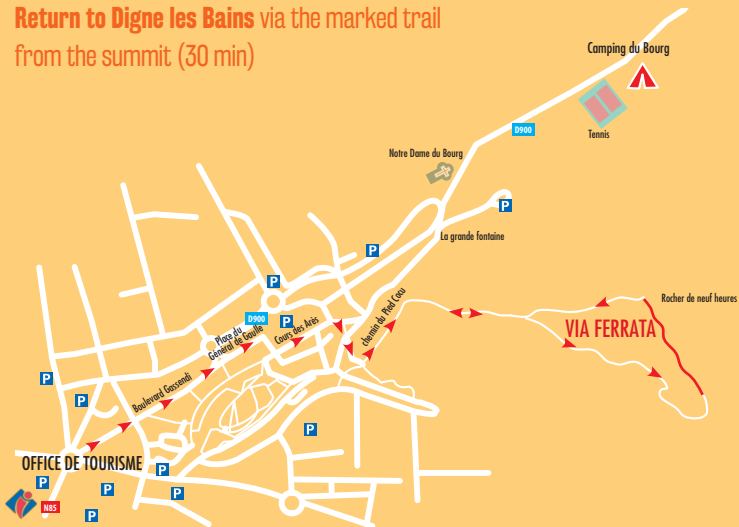 Return to Digne les Bains via the marked trail
from the summit (30 min)
Camping du Bourg
D900
Tennis
Notre Dame du Bourg
P
La grande fontaine
P
P
Rocher de neuf heures
chemin du Pied Cocu
D900
P
Cours des Arès
VIA FERRATA
Place du
Général de Gaulle
P
Boulevard Gassendi
P
P
OFFICE DE TOURISME
P
P
P
P
N85
P